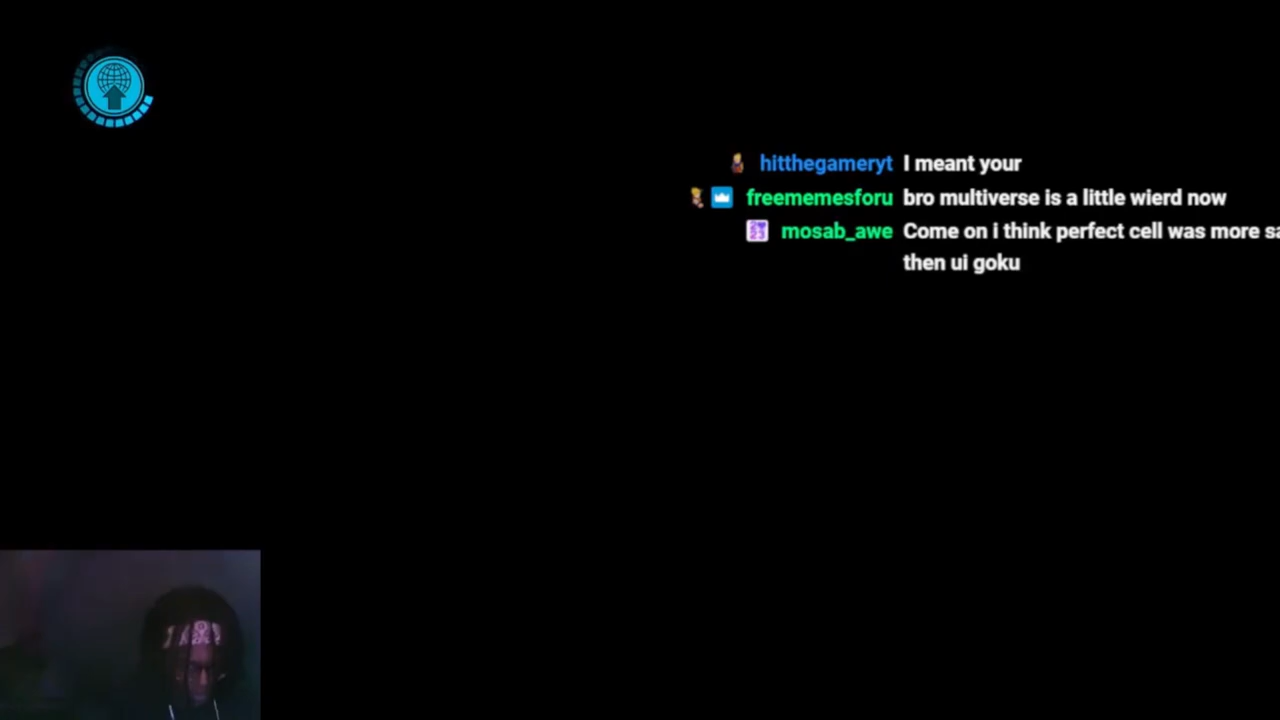 hitthegameryt I meant your
freememesforu bro multiverse is a little wierd now
mosab_awe Come on i think perfect cell was more
then ui goku